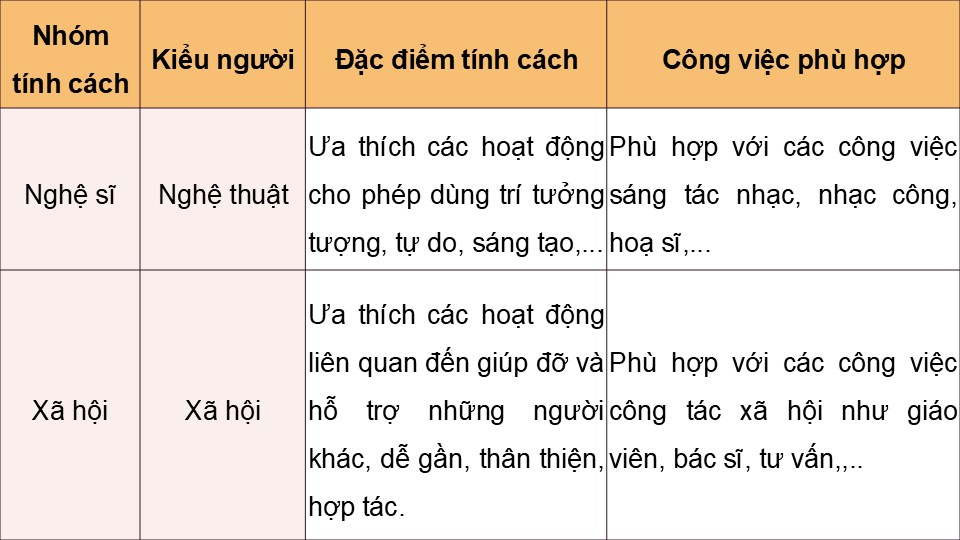 Nhóm
tính cách
Kiểu người
Đặc điểm tính cách
Công việc phù hợp
Nghệ sĩ
Nghệ thuật
Ưa thích các hoạt động
cho phép dùng trí tưởng
tượng, tự do, sáng tạo,...
Phù hợp với các công việc
sáng tác nhạc, nhạc công,
hoạ sĩ,...
Xã hội
Xã hội
Ưa thích các hoạt động
liên quan đến giúp đỡ và
hỗ trợ những người
khác, dễ gần, thân thiện,
hợp tác.
Phù hợp với các công việc
công tác xã hội như giáo
viên, bác sĩ, tư vấn,,..